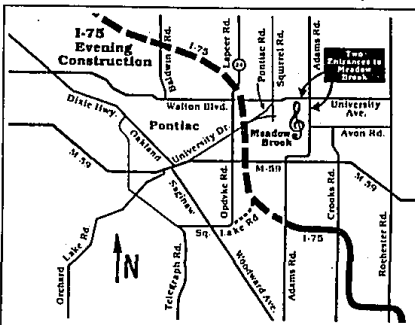 I-75
Evening
Construction
I-75
Baldwin Rd.
Lapeer Rd.
24
Pontiac Rd.
Squirrel Rd.
Adams Rd.
Two
Entrances to
Meadow
Brook
Dixie Hwy.
Walton Blvd.
University
Ave.
Pontiac
Oakland
University Dr.
Meadow
Brook
Avon Rd.
M-59
Saginaw
Opdyke Rd.
M-59
M-59
Orchard Lake Rd
N
Telegraph Rd.
Sq. Lake Rd
Woodward Ave.
Adams Rd.
Crooks Rd.
I-75
Rochester Rd.